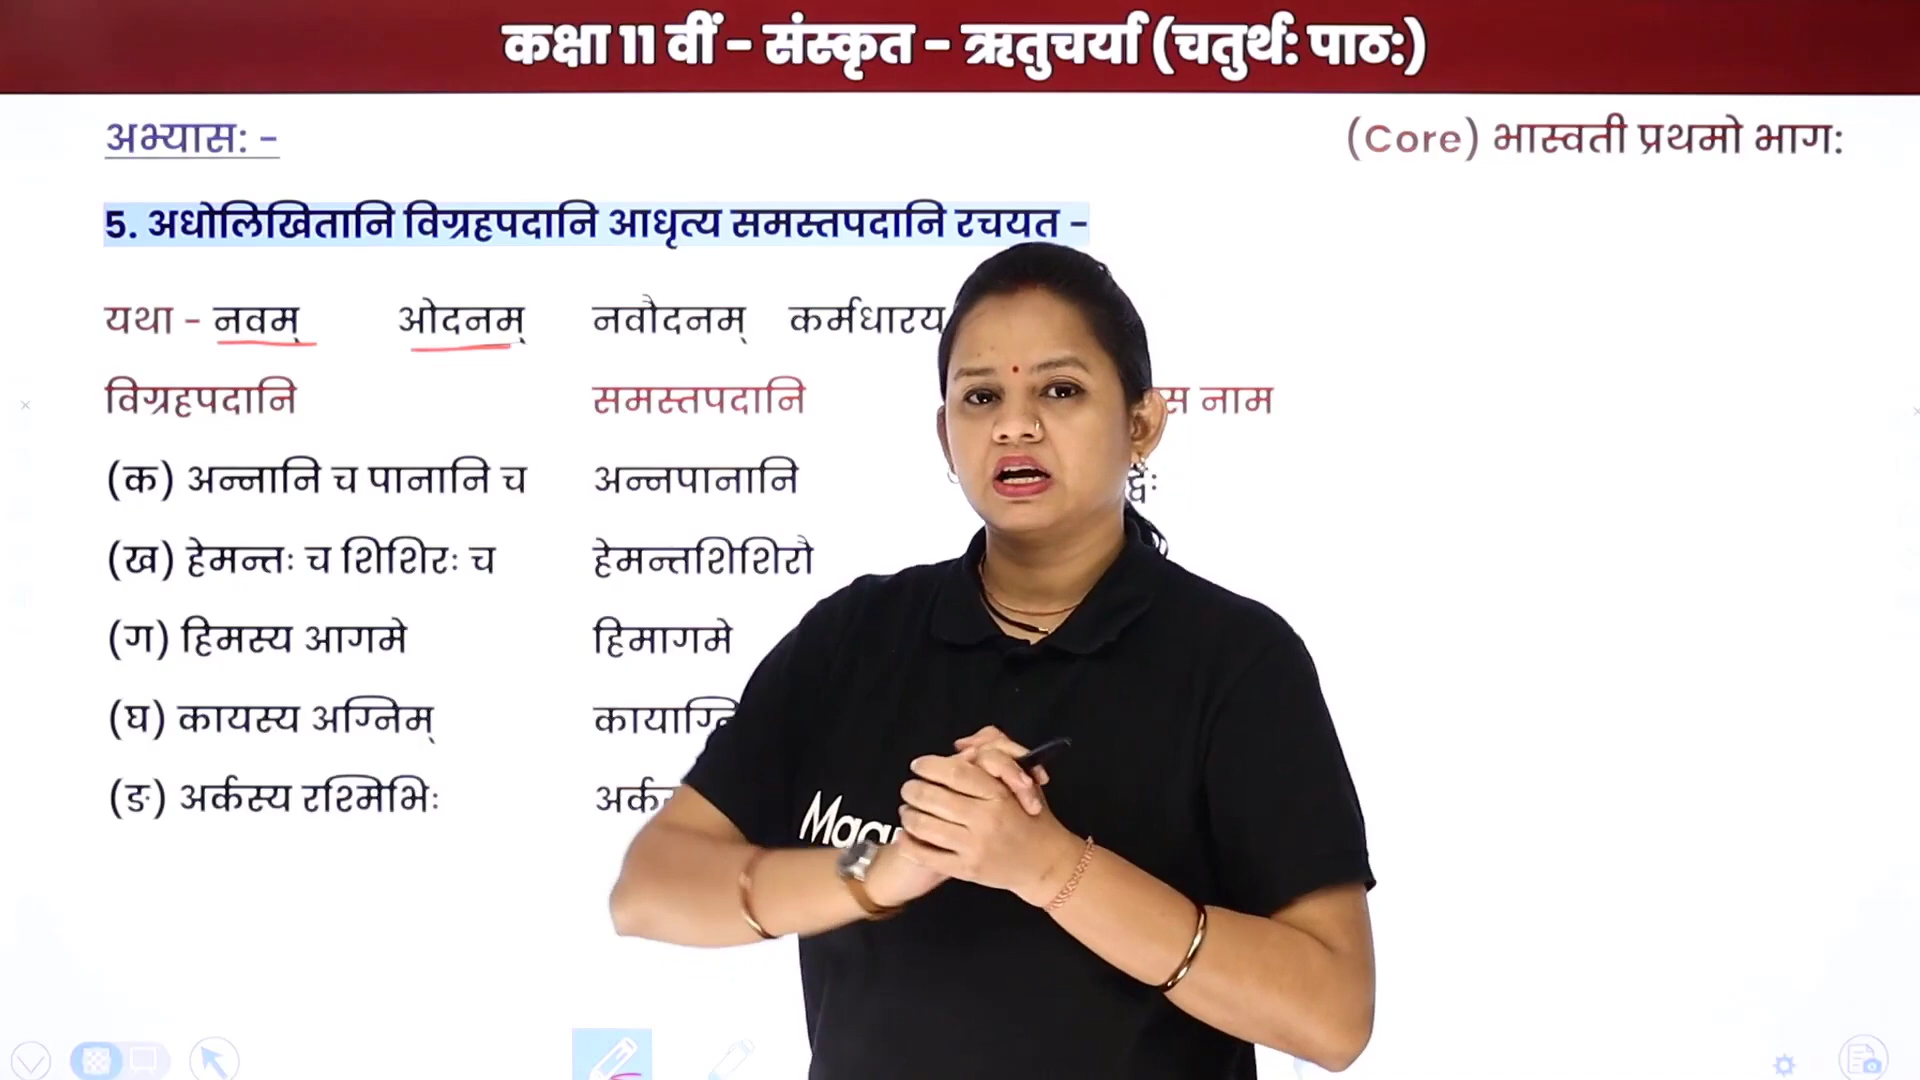 कक्षा 11 वीं - संस्कृत - ऋतुचर्या (चतुर्थ: पाठ:)
अभ्यास: -
(Core) भास्वती प्रथमो भाग:
5. अधोलिखितानि विग्रहपदानि आधृत्य समस्तपदानि रचयत -
यथा - नवम् ओदनम् नवौदनम् कर्मधारय
विग्रहपदानि समस्तपदानि नाम
(क) अन्नानि च पानानि च अन्नपानानि
(ख) हेमन्तः च शिशिरः च हेमन्तशिशिरौ
(ग) हिमस्य आगमे हिमागमे
(घ) कायस्य अग्निम्
(ङ) अर्कस्य रश्मिभिः